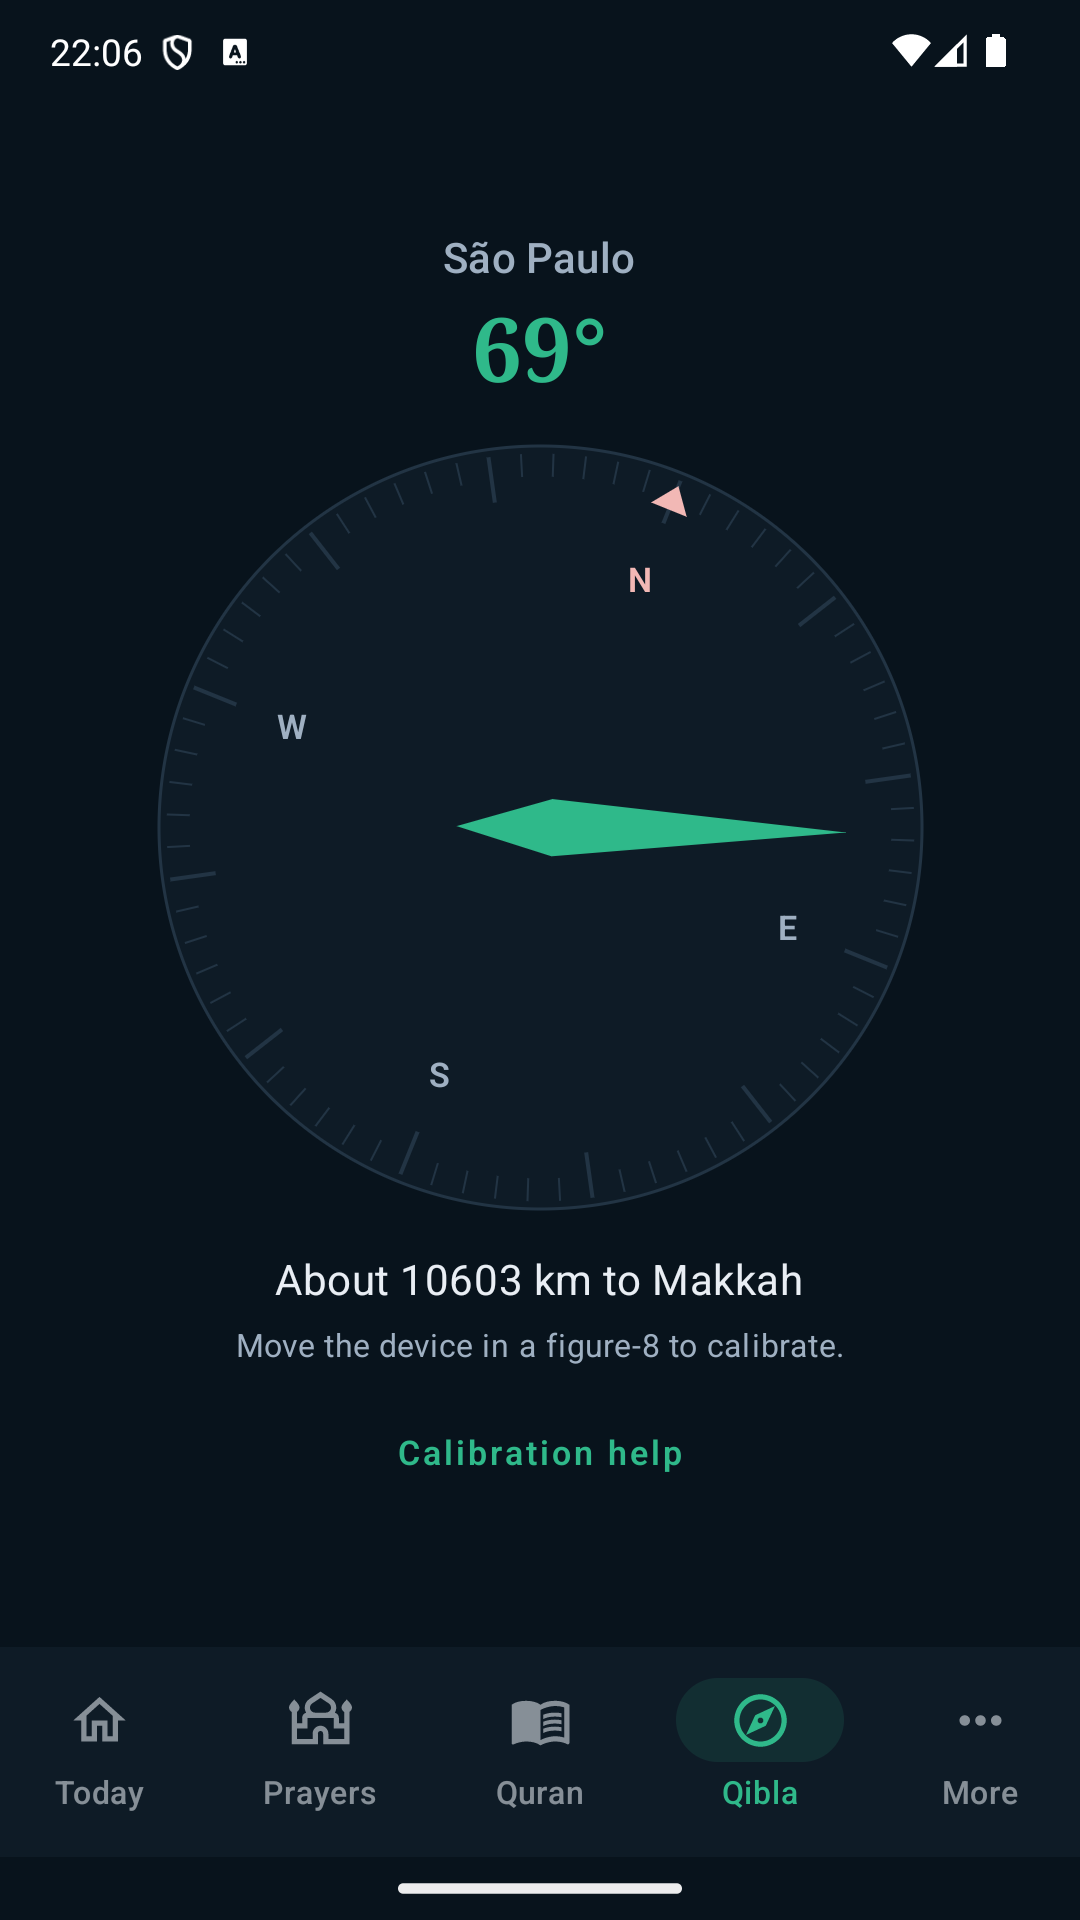 22:06
São Paulo
69°
N
W
E
S
About 10603 km to Makkah
Move the device in a figure-8 to calibrate.
Calibration help
Today
Prayers
Quran
Qibla
More